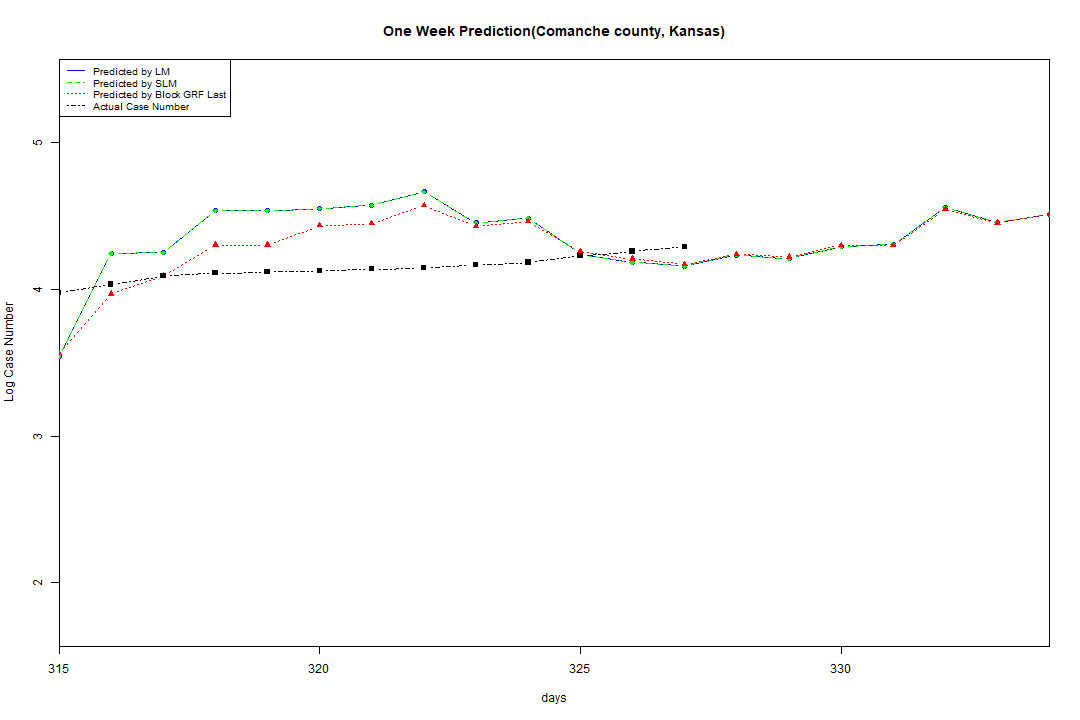 One Week Prediction(Comanche county, Kansas)
Predicted by LM
Predicted by SLM
Predicted by Block GRF Last
Actual Case Number
5
4
3
2
Log Case Number
315 320 325 330
days